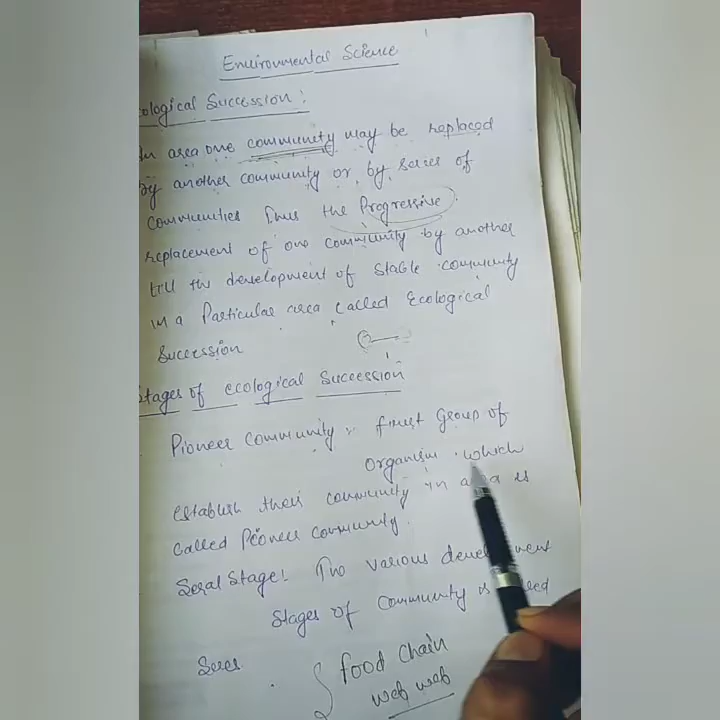 Environmental Science
cological Succession:
In area one community may be replaced
by another community or by series of
communities thus the Progressive
replacement of one community by another
till the development of stable community
in a Particular area called Ecological
Succession
Stages of ecological Succession
Pioneer community: first Group of
organism which
establish their community in area is
called Pioneer community.
Seral Stage: The various development
Stages of community is
Seres
food chain
web web